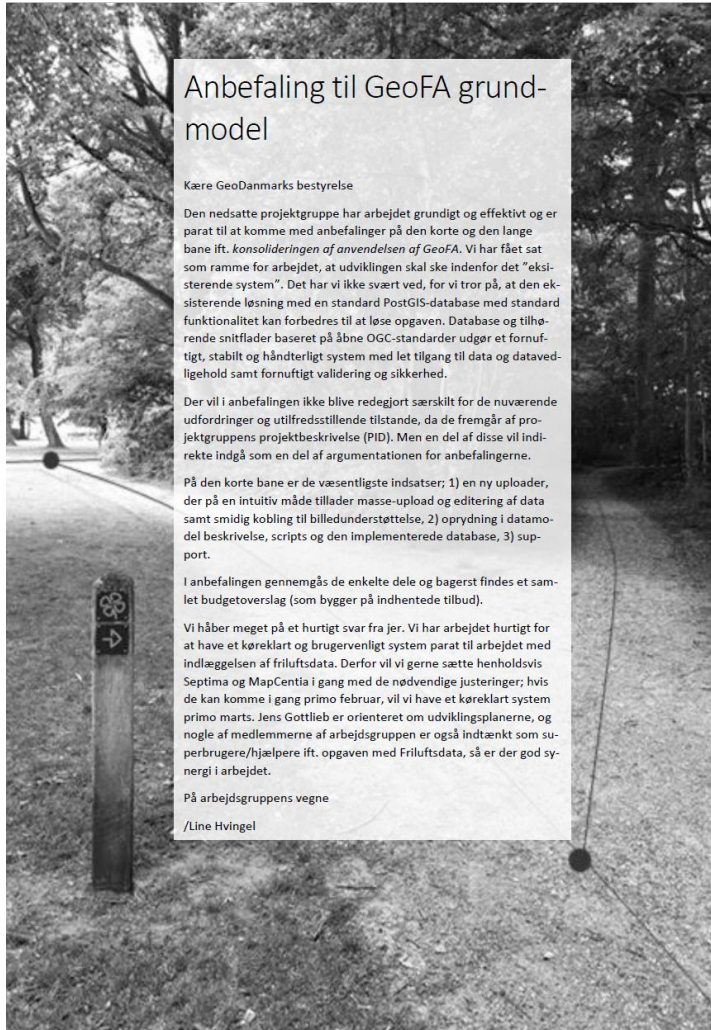 Anbefaling til GeoFA grund-
model
Kære GeoDanmarks bestyrelse
Den nedsatte projektgruppe har arbejdet grundigt og effektivt og er
parat til at komme med anbefalinger på den korte og den lange
bane ift. konsolideringen af anvendelsen af GeoFA. Vi har fået sat
som ramme for arbejdet, at udviklingen skal ske indenfor det ”eksi-
sterende system”. Det har vi ikke svært ved, for vi tror på, at den ek-
sisterende løsning med en standard PostGIS-database med standard
funktionalitet kan forbedres til at løse opgaven. Database og tilhø-
rende snitflader baseret på åbne OGC-standarder udgør et fornuf-
tigt, stabilt og håndterligt system med let tilgang til data og dataved-
ligehold samt fornuftigt validering og sikkerhed.
Der vil i anbefalingen ikke blive redegjort særskilt for de nuværende
udfordringer og utilfredsstillende tilstande, da de fremgår af pro-
jektgruppens projektbeskrivelse (PID). Men en del af disse vil indi-
rekte indgå som en del af argumentationen for anbefalingerne.
På den korte bane er de væsentligste indsatser; 1) en ny uploader,
der på en intuitiv måde tillader masse-upload og editering af data
samt smidig kobling til billedunderstøttelse, 2) oprydning i datamo-
del beskrivelse, scripts og den implementerede database, 3) sup-
port.
I anbefalingen gennemgås de enkelte dele og bagerst findes et sam-
let budgetoverslag (som bygger på indhentede tilbud).
Vi håber meget på et hurtigt svar fra jer. Vi har arbejdet hurtigt for
at have et køreklart og brugervenligt system parat til arbejdet med
indlæggelsen af friluftsdata. Derfor vil vi gerne sætte henholdsvis
Septima og MapCentia i gang med de nødvendige justeringer; hvis
de kan komme i gang primo februar, vil vi have et køreklart system
primo marts. Jens Gottlieb er orienteret om udviklingsplanerne, og
nogle af medlemmerne af arbejdsgruppen er også indtænkt som su-
perbrugere/hjælpere ift. opgaven med Friluftsdata, så er der god sy-
nergi i arbejdet.
På arbejdsgruppens vegne
/Line Hvingel